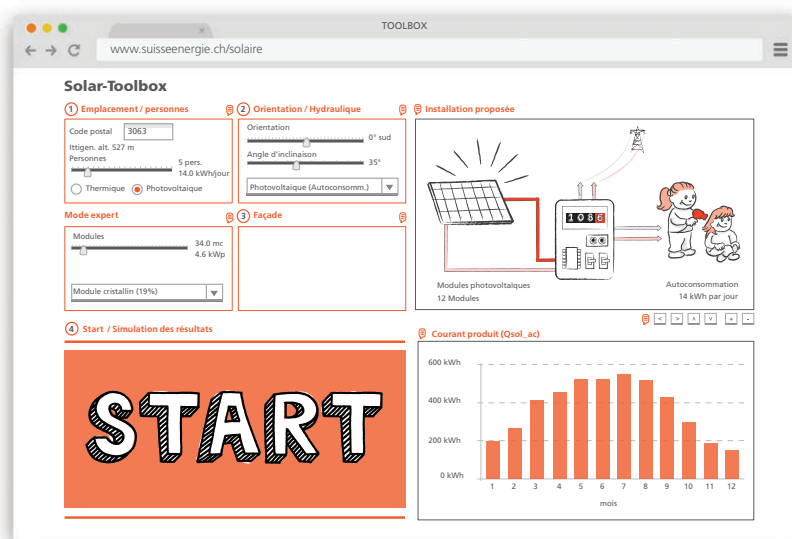 TOOLBOX
www.suisseenergie.ch/solaire
Solar-Toolbox
1 Emplacement / personnes
2 Orientation / Hydraulique
Installation proposée
Code postal 3063
Ittigen. alt. 527 m
Personnes
5 pers.
14.0 kWh/jour
Thermique Photovoltaique
Orientation
0° sud
Angle d'inclinaison
35°
Photovoltaique (Autoconsomm.)
1086
Modules photovoltaïques
12 Modules
Autoconsommation
14 kWh par jour
Mode expert
3 Façade
Modules
34.0 mc
4.6 kWp
Module cristallin (19%)
< > ʌ v + -
4 Start / Simulation des résultats
START
Courant produit (Qsol_ac)
600 kWh
400 kWh
200 kWh
0 kWh
1 2 3 4 5 6 7 8 9 10 11 12
mois